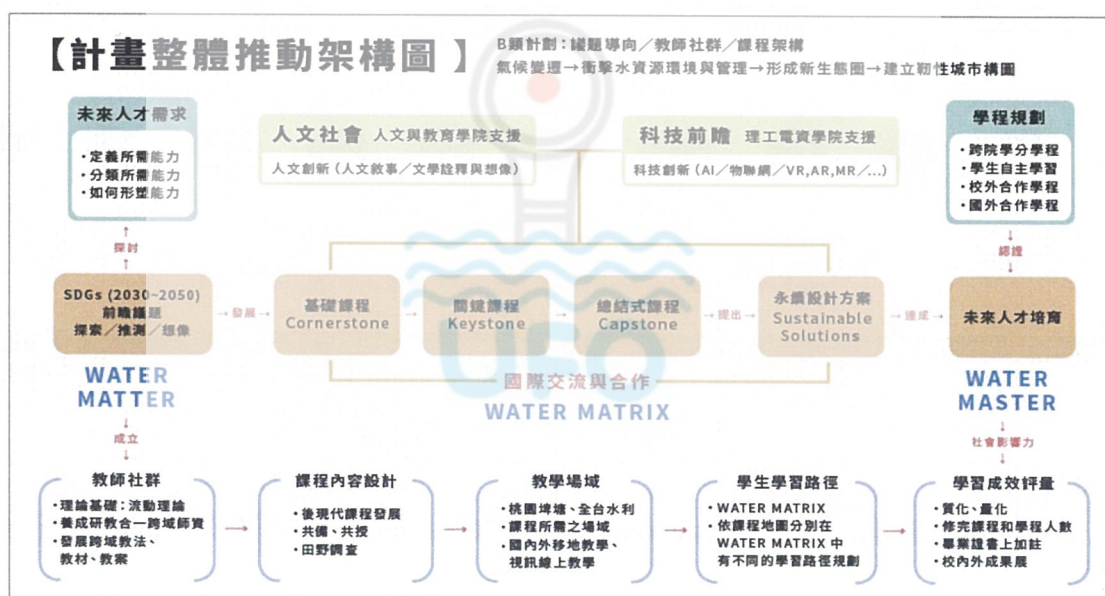 【計畫整體推動架構圖】
B類計劃：議題導向／教師社群／課程架構
氣候變遷→衝擊水資源環境與管理→形成新生態圈→建立韌性城市構圖
未來人才需求
・定義所需能力
・分類所需能力
・如何形塑能力
人文社會 人文與教育學院支援
人文創新（人文敘事／文學詮釋與想像）
科技前瞻 理工電資學院支援
科技創新（AI／物聯網／VR,AR,MR／...）
學程規劃
・跨院學分學程
・學生自主學習
・校外合作學程
・國外合作學程
探討
認證
SDGs (2030~2050)
前瞻議題
探索／推測／想像
發展
基礎課程
Cornerstone
關鍵課程
Keystone
總結式課程
Capstone
提出
永續設計方案
Sustainable
Solutions
達成
未來人才培育
UFO
WATER
MATTER
國際交流與合作
WATER MATRIX
WATER
MASTER
成立
社會影響力
教師社群
・理論基礎：流動理論
・養成研教合一跨域師資
・發展跨域教法、
教材、教案
課程內容設計
・後現代課程發展
・共備、共授
・田野調查
教學場域
・桃園埤塘、全台水利
・課程所需之場域
・國內外移地教學、
視訊線上教學
學生學習路徑
・WATER MATRIX
・依課程地圖分別在
WATER MATRIX 中
有不同的學習路徑規劃
學習成效評量
・質化、量化
・修完課程和學程人數
・畢業證書上加註
・校內外成果展